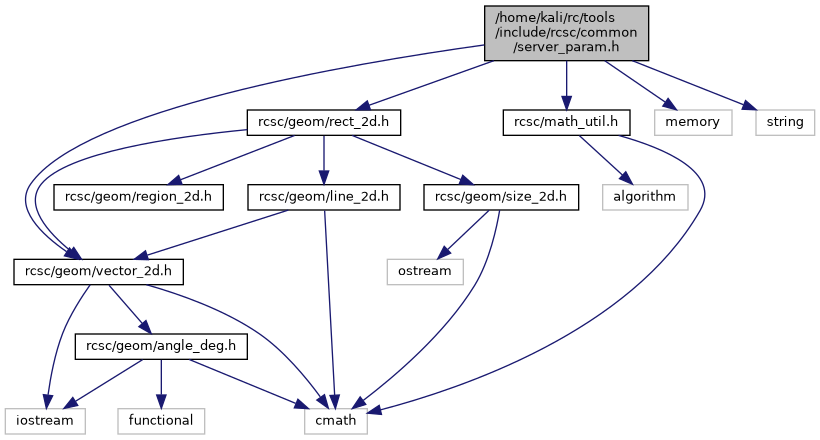 /home/kali/rc/tools
/include/rcsc/common
/server_param.h
rcsc/geom/rect_2d.h
rcsc/math_util.h
memory
string
rcsc/geom/region_2d.h
rcsc/geom/line_2d.h
rcsc/geom/size_2d.h
algorithm
rcsc/geom/vector_2d.h
ostream
rcsc/geom/angle_deg.h
iostream
functional
cmath